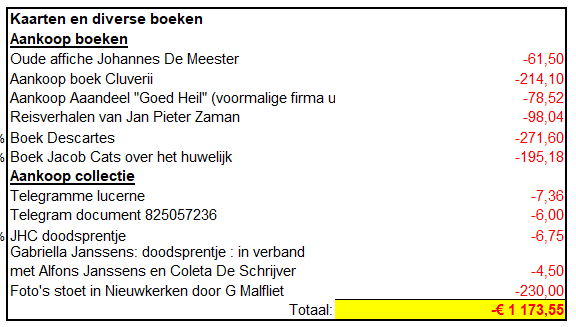 Kaarten en diverse boeken
Aankoop boeken
Oude affiche Johannes De Meester -61,50
Aankoop boek Cluverii -214,10
Aankoop Aaandeel "Goed Heil" (voormalige firma u -78,52
Reisverhalen van Jan Pieter Zaman -98,04
% Boek Descartes -271,60
% Boek Jacob Cats over het huwelijk -195,18
Aankoop collectie
Telegramme lucerne -7,36
Telegram document 825057236 -6,00
% JHC doodsprentje -6,75
Gabriella Janssens: doodsprentje : in verband
met Alfons Janssens en Coleta De Schrijver -4,50
Foto's stoet in Nieuwkerken door G Malfliet -230,00
Totaal: -€ 1 173,55